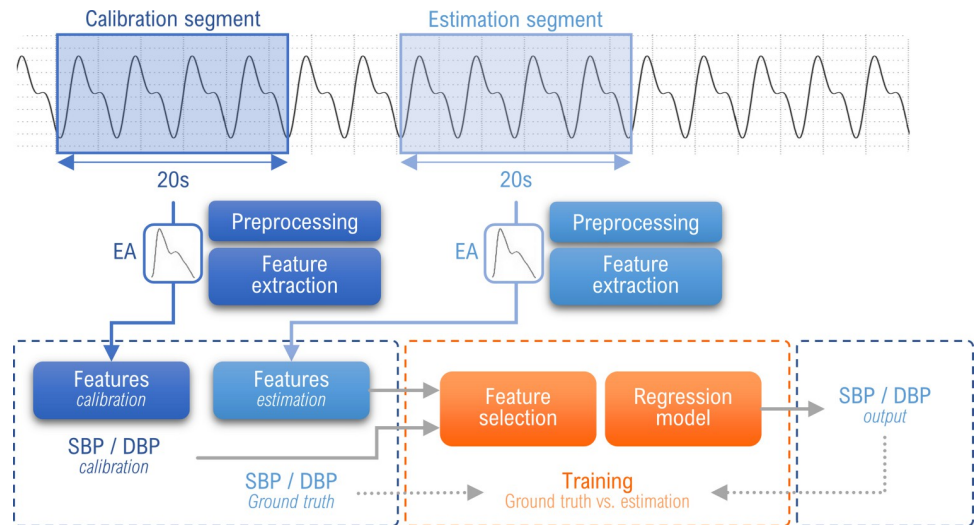 Calibration segment
Estimation segment
20s
20s
EA
Preprocessing
Feature
extraction
EA
Preprocessing
Feature
extraction
Features
calibration
Features
estimation
SBP / DBP
calibration
SBP / DBP
Ground truth
Feature
selection
Regression
model
Training
Ground truth vs. estimation
SBP / DBP
output